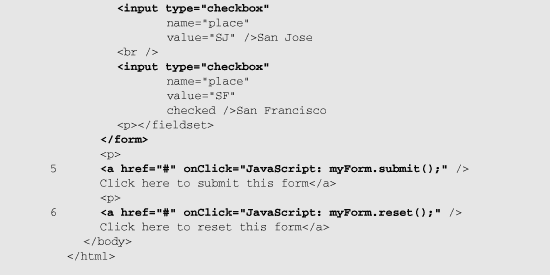 <input type="checkbox"
name="place"
value="SJ" />San Jose
<br />
<input type="checkbox"
name="place"
value="SF"
checked />San Francisco
<p></fieldset>
</form>
<p>
5 <a href="#" onClick="JavaScript: myForm.submit();" />
Click here to submit this form</a>
<p>
6 <a href="#" onClick="JavaScript: myForm.reset();" />
Click here to reset this form</a>
</body>
</html>